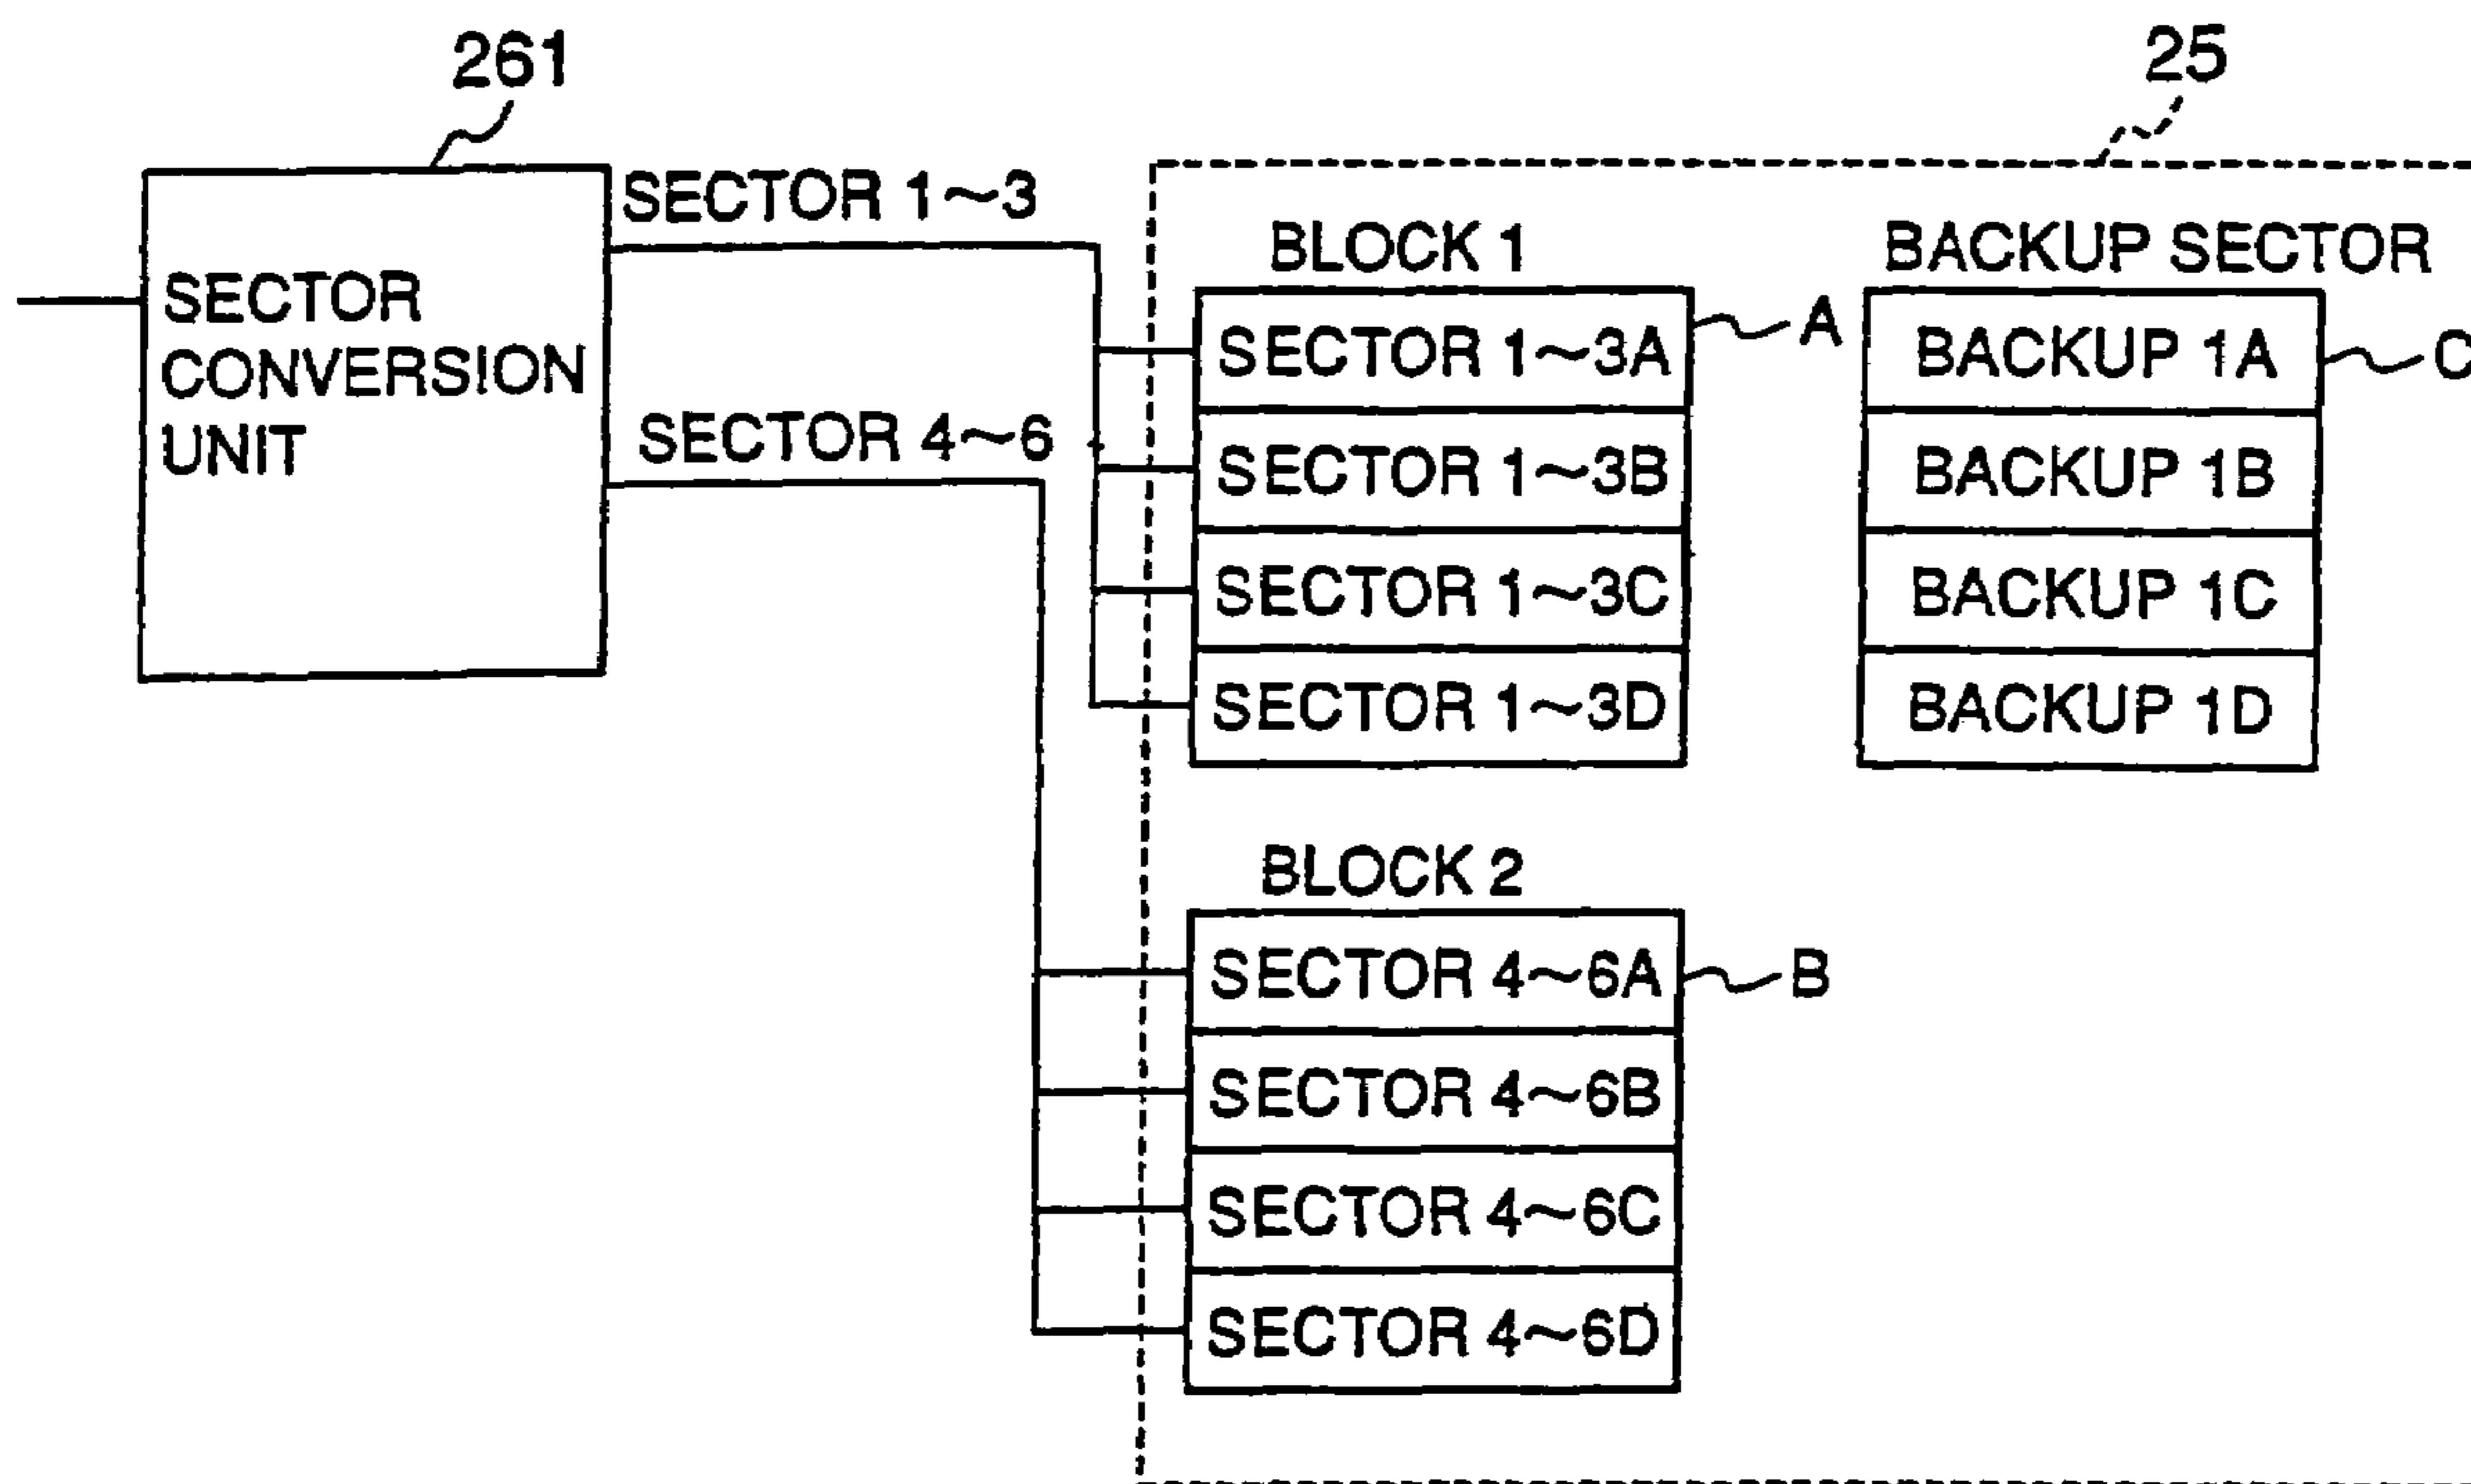 261
25
SECTOR 1~3
BLOCK 1
BACKUP SECTOR
SECTOR
CONVERSION
UNIT
SECTOR 4~6
SECTOR 1~3A
A
SECTOR 1~3B
SECTOR 1~3C
SECTOR 1~3D
BACKUP 1A
C
BACKUP 1B
BACKUP 1C
BACKUP 1D
BLOCK 2
SECTOR 4~6A
B
SECTOR 4~6B
SECTOR 4~6C
SECTOR 4~6D